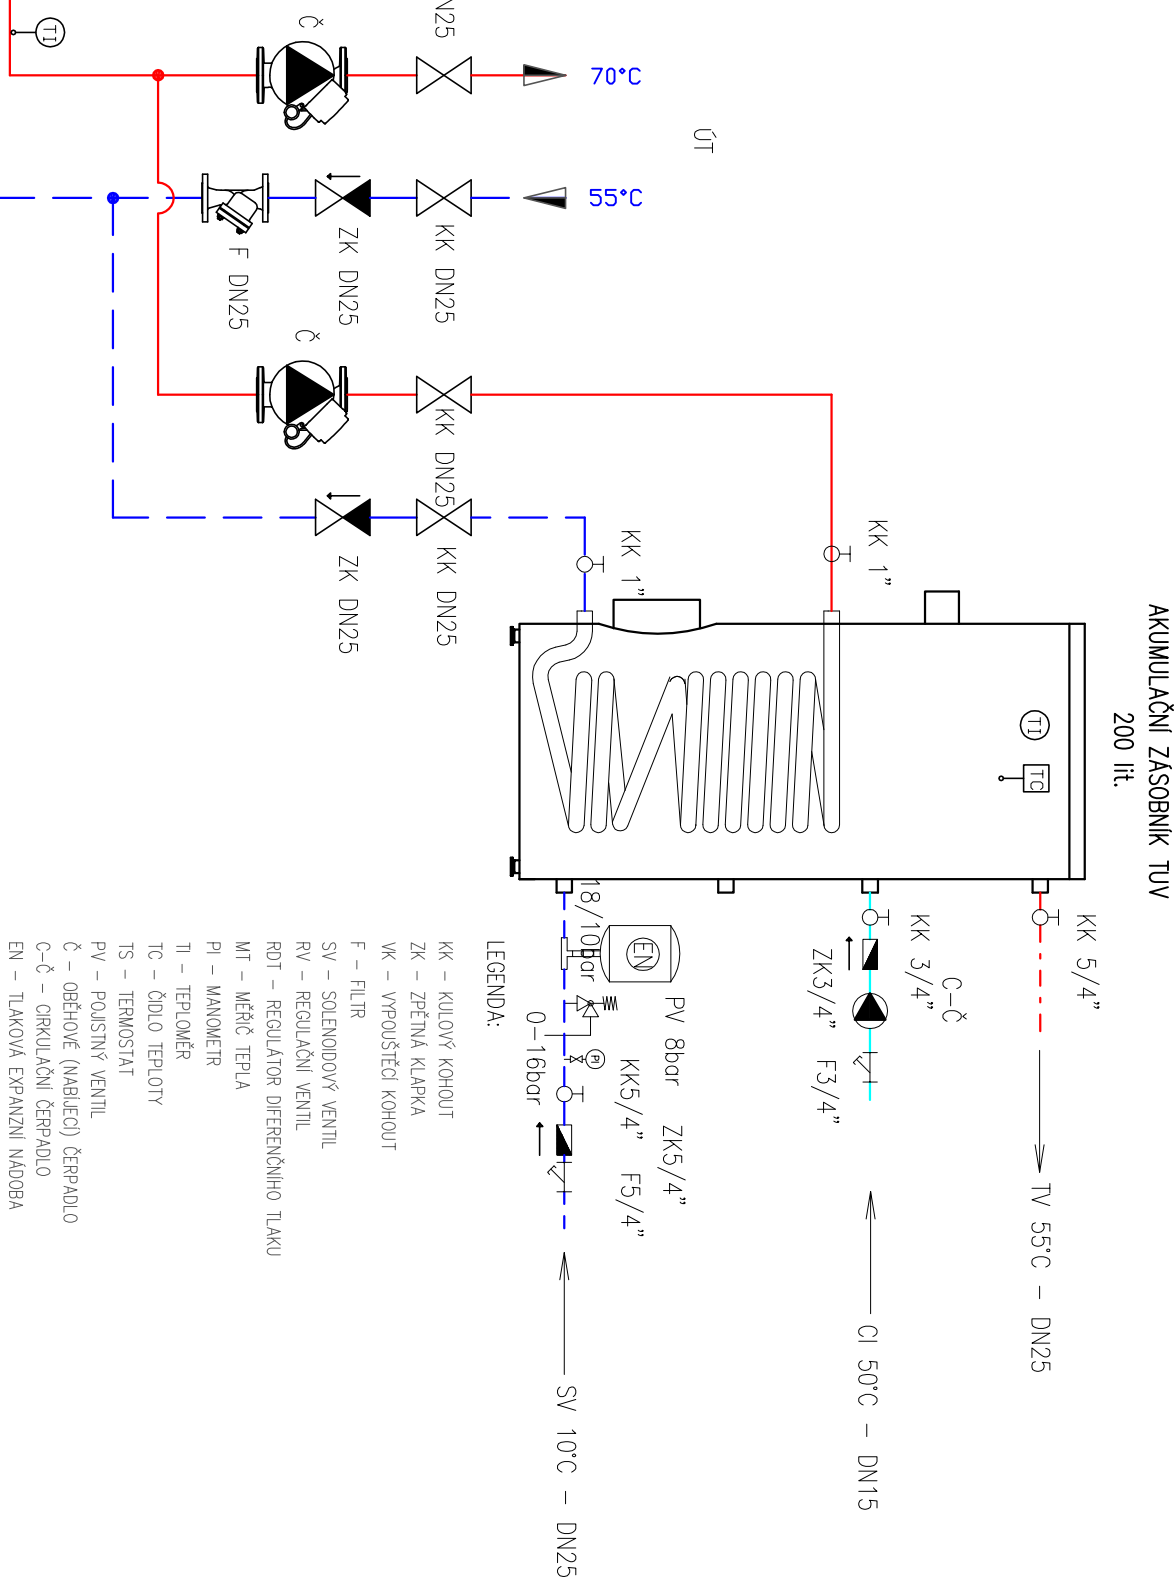 AKUMULAČNÍ ZÁSOBNÍK TUV
200 lit.
KK 5/4"
TV 55°C - DN25
TI
TC
C-Č
KK 3/4"
ZK3/4" F3/4"
CI 50°C - DN15
KK 1"
KK 1"
ÚT
70°C
55°C
PV 8bar ZK5/4"
KK5/4" F5/4"
EN
18/10bar
PI
0-16bar
SV 10°C - DN25
N25
KK DN25
KK DN25
KK DN25
ZK DN25
ZK DN25
Č
Č
F DN25
TI
LEGENDA:
KK - KULOVÝ KOHOUT
ZK - ZPĚTNÁ KLAPKA
VK - VYPOUŠTĚCÍ KOHOUT
F - FILTR
SV - SOLENOIDOVÝ VENTIL
RV - REGULAČNÍ VENTIL
RDT - REGULÁTOR DIFERENČNÍHO TLAKU
MT - MĚŘIČ TEPLA
PI - MANOMETR
TI - TEPLOMĚR
TC - ČIDLO TEPLOTY
TS - TERMOSTAT
PV - POJISTNÝ VENTIL
Č - OBĚHOVÉ (NABÍJECÍ) ČERPADLO
C-Č - CIRKULAČNÍ ČERPADLO
EN - TLAKOVÁ EXPANZNÍ NÁDOBA